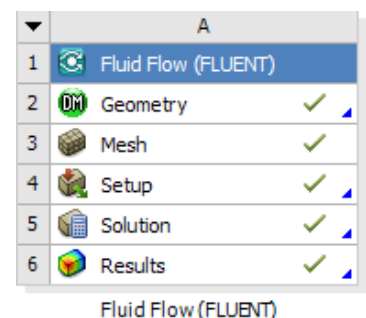 A
1 Fluid Flow (FLUENT)
2 DM Geometry
3 Mesh
4 Setup
5 Solution
6 Results
Fluid Flow (FLUENT)